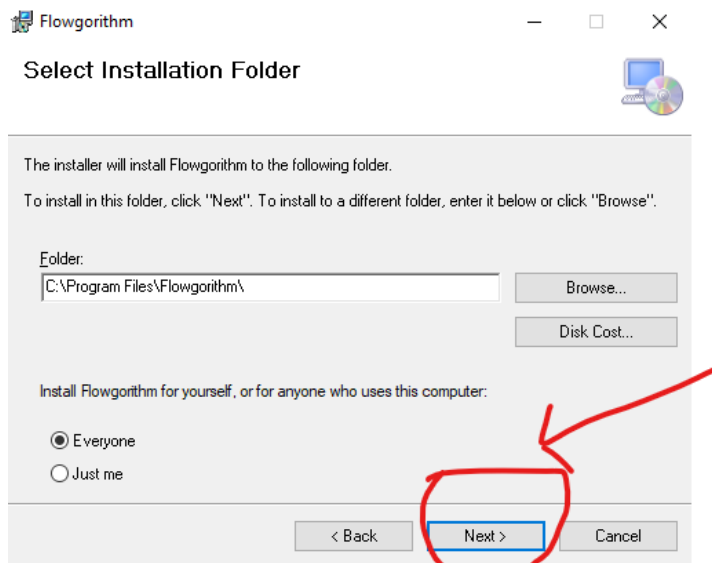 Flowgorithm
Select Installation Folder
The installer will install Flowgorithm to the following folder.
To install in this folder, click "Next". To install to a different folder, enter it below or click "Browse".
Folder:
C:\Program Files\Flowgorithm\
Browse...
Disk Cost...
Install Flowgorithm for yourself, or for anyone who uses this computer:
Everyone
Just me
< Back
Next >
Cancel